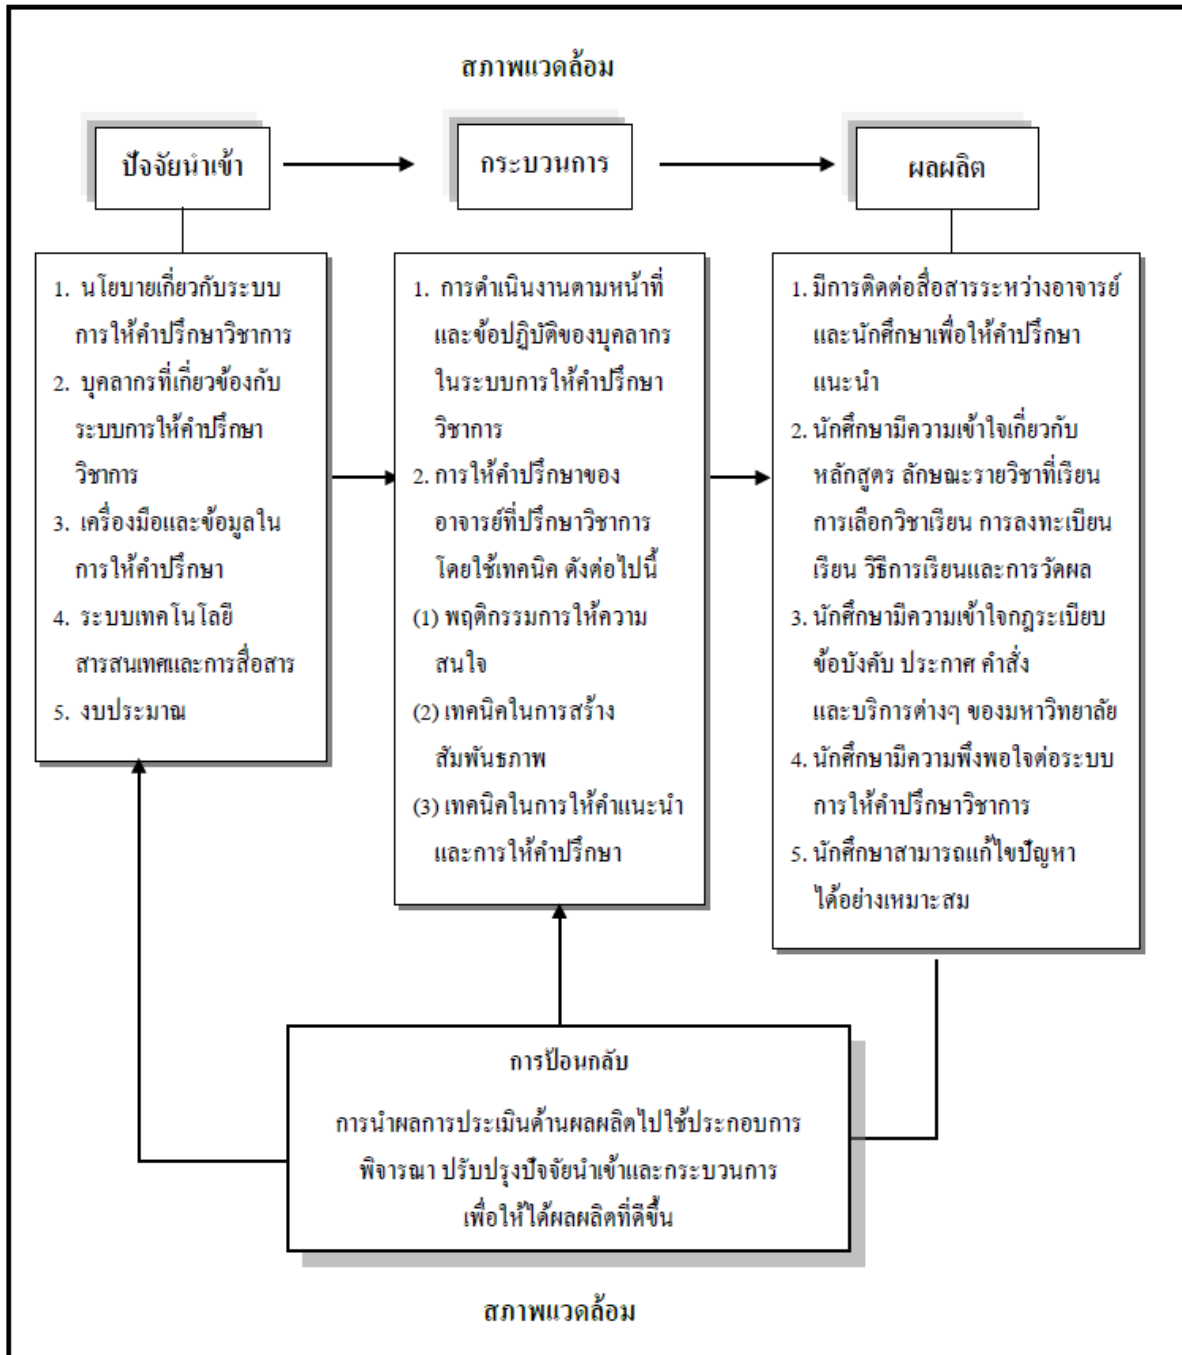 สภาพแวดล้อม
ปัจจัยนำเข้า
กระบวนการ
ผลผลิต
1. นโยบายเกี่ยวกับระบบ
การให้คำปรึกษาวิชาการ
2. บุคลากรที่เกี่ยวข้องกับ
ระบบการให้คำปรึกษา
วิชาการ
3. เครื่องมือและข้อมูลใน
การให้คำปรึกษา
4. ระบบเทคโนโลยี
สารสนเทศและการสื่อสาร
5. งบประมาณ
1. การดำเนินงานตามหน้าที่
และข้อปฏิบัติของบุคลากร
ในระบบการให้คำปรึกษา
วิชาการ
2. การให้คำปรึกษาของ
อาจารย์ที่ปรึกษาวิชาการ
โดยใช้เทคนิค ดังต่อไปนี้
(1) พฤติกรรมการให้ความ
สนใจ
(2) เทคนิคในการสร้าง
สัมพันธภาพ
(3) เทคนิคในการให้คำแนะนำ
และการให้คำปรึกษา
1. มีการติดต่อสื่อสารระหว่างอาจารย์
และนักศึกษาเพื่อให้คำปรึกษา
แนะนำ
2. นักศึกษามีความเข้าใจเกี่ยวกับ
หลักสูตร ลักษณะรายวิชาที่เรียน
การเลือกวิชาเรียน การลงทะเบียน
เรียน วิธีการเรียนและการวัดผล
3. นักศึกษามีความเข้าใจกฎระเบียบ
ข้อบังคับ ประกาศ คำสั่ง
และบริการต่างๆ ของมหาวิทยาลัย
4. นักศึกษามีความพึงพอใจต่อระบบ
การให้คำปรึกษาวิชาการ
5. นักศึกษาสามารถแก้ไขปัญหา
ได้อย่างเหมาะสม
การป้อนกลับ
การนำผลการประเมินด้านผลผลิตไปใช้ประกอบการ
พิจารณา ปรับปรุงปัจจัยนำเข้าและกระบวนการ
เพื่อให้ได้ผลผลิตที่ดีขึ้น
สภาพแวดล้อม